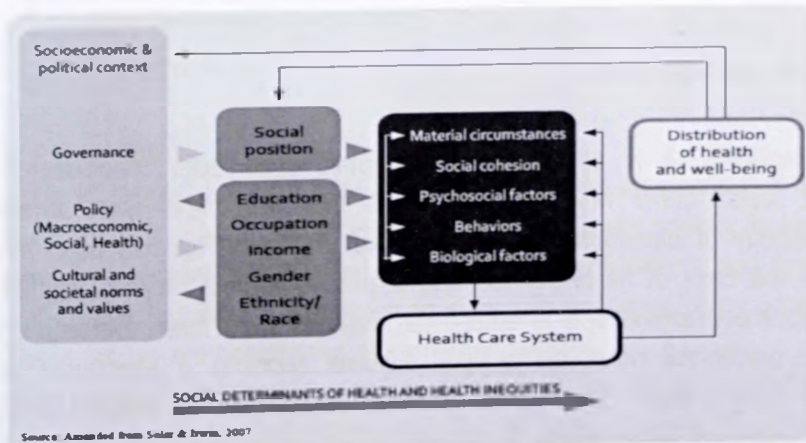 Socioeconomic &
political context
Governance
Policy
(Macroeconomic,
Social, Health)
Cultural and
societal norms
and values
Social
position
Education
Occupation
Income
Gender
Ethnicity/
Race
Material circumstances
Social cohesion
Psychosocial factors
Behaviors
Biological factors
Health Care System
Distribution
of health
and well-being
SOCIAL DETERMINANTS OF HEALTH AND HEALTH INEQUITIES
Source: Amended from Solar & Irwin, 2007